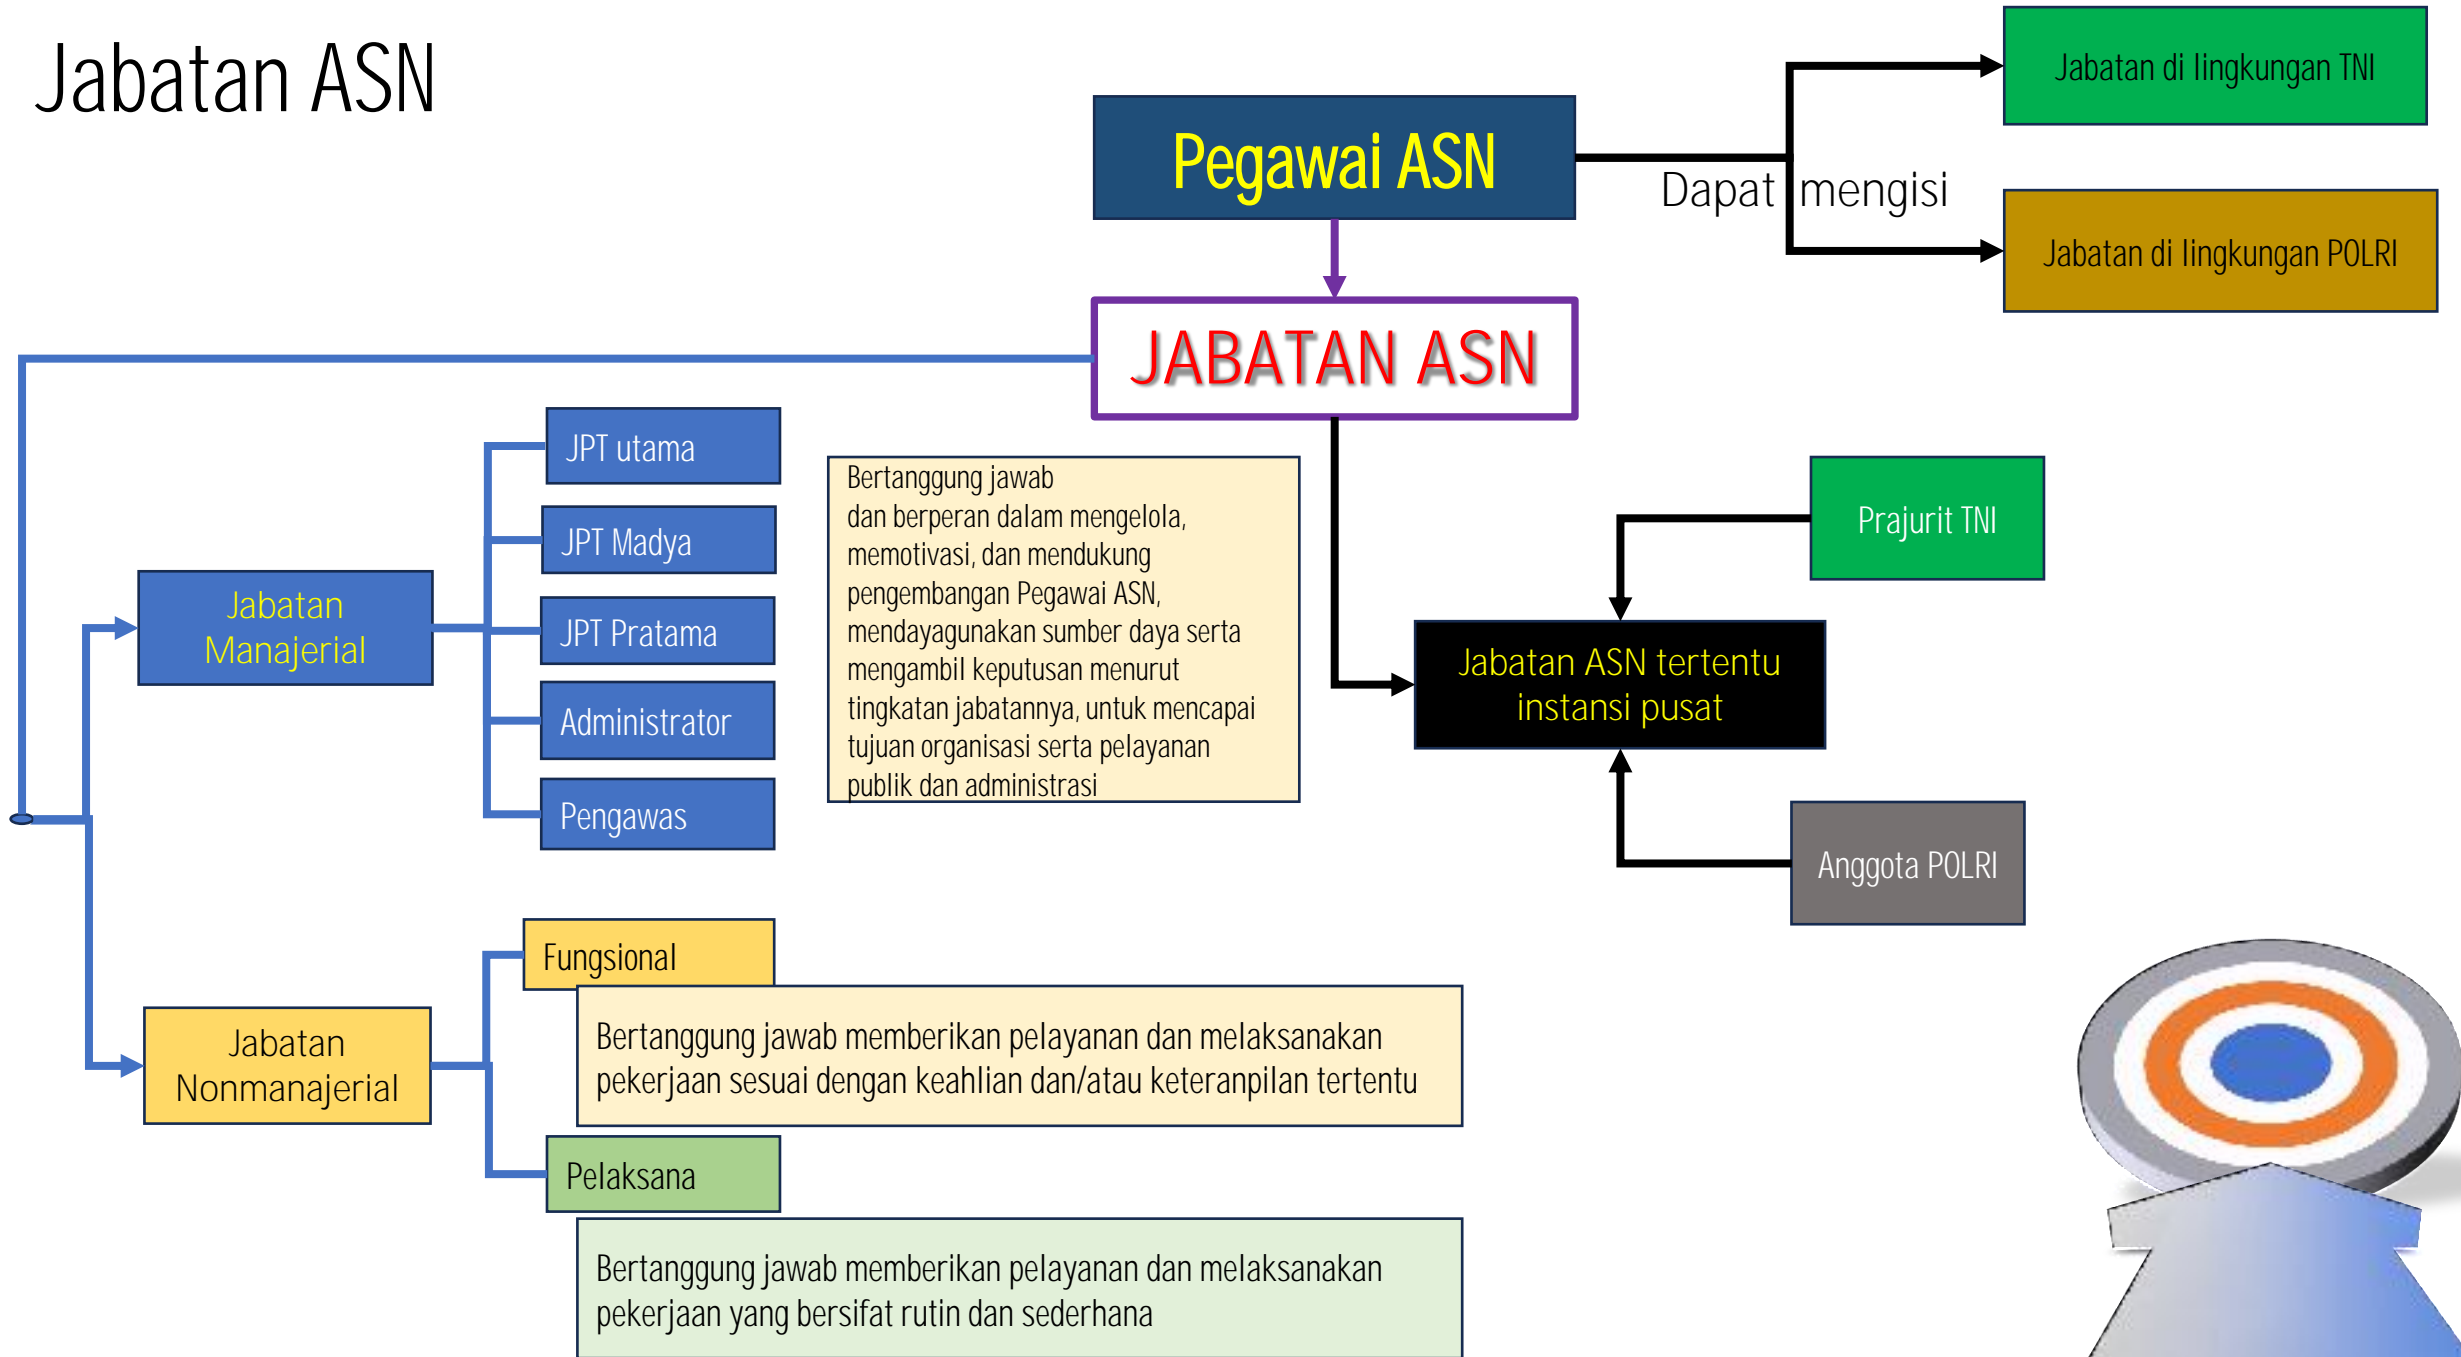 Jabatan ASN
Pegawai ASN
Dapat mengisi
Jabatan di lingkungan TNI
Jabatan di lingkungan POLRI
JABATAN ASN
Jabatan
Manajerial
JPT utama
JPT Madya
JPT Pratama
Administrator
Pengawas
Bertanggung jawab
dan berperan dalam mengelola,
memotivasi, dan mendukung
pengembangan Pegawai ASN,
mendayagunakan sumber daya serta
mengambil keputusan menurut
tingkatan jabatannya, untuk mencapai
tujuan organisasi serta pelayanan
publik dan administrasi
Prajurit TNI
Jabatan ASN tertentu
instansi pusat
Anggota POLRI
Jabatan
Nonmanajerial
Fungsional
Bertanggung jawab memberikan pelayanan dan melaksanakan
pekerjaan sesuai dengan keahlian dan/atau keteranpilan tertentu
Pelaksana
Bertanggung jawab memberikan pelayanan dan melaksanakan
pekerjaan yang bersifat rutin dan sederhana